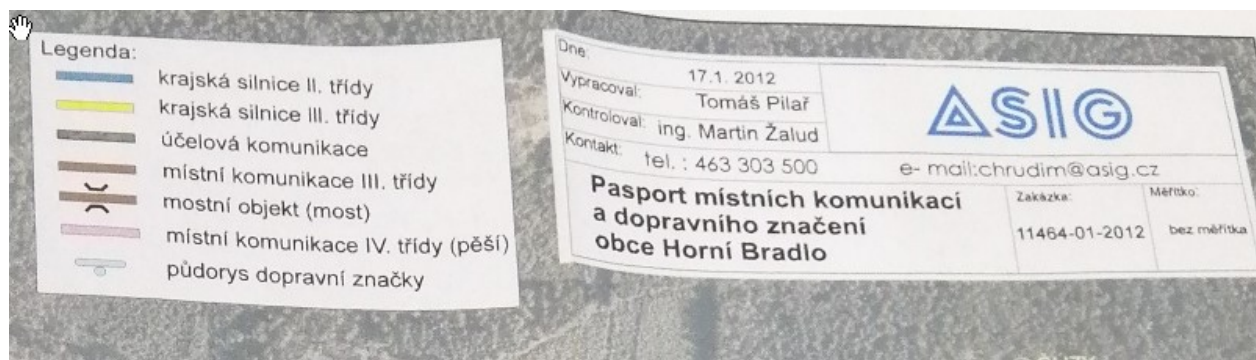 Legenda:
krajská silnice II. třídy
krajská silnice III. třídy
účelová komunikace
místní komunikace III. třídy
mostní objekt (most)
místní komunikace IV. třídy (pěší)
půdorys dopravní značky
Dne: 17.1. 2012
Vypracoval: Tomáš Pilař
Kontroloval: ing. Martin Žalud
ASIG
Kontakt: tel. : 463 303 500 e- mail:chrudim@asig.cz
Pasport místních komunikací
a dopravního značení
obce Horní Bradlo
Zakázka:
11464-01-2012
Měřítko:
bez měřítka